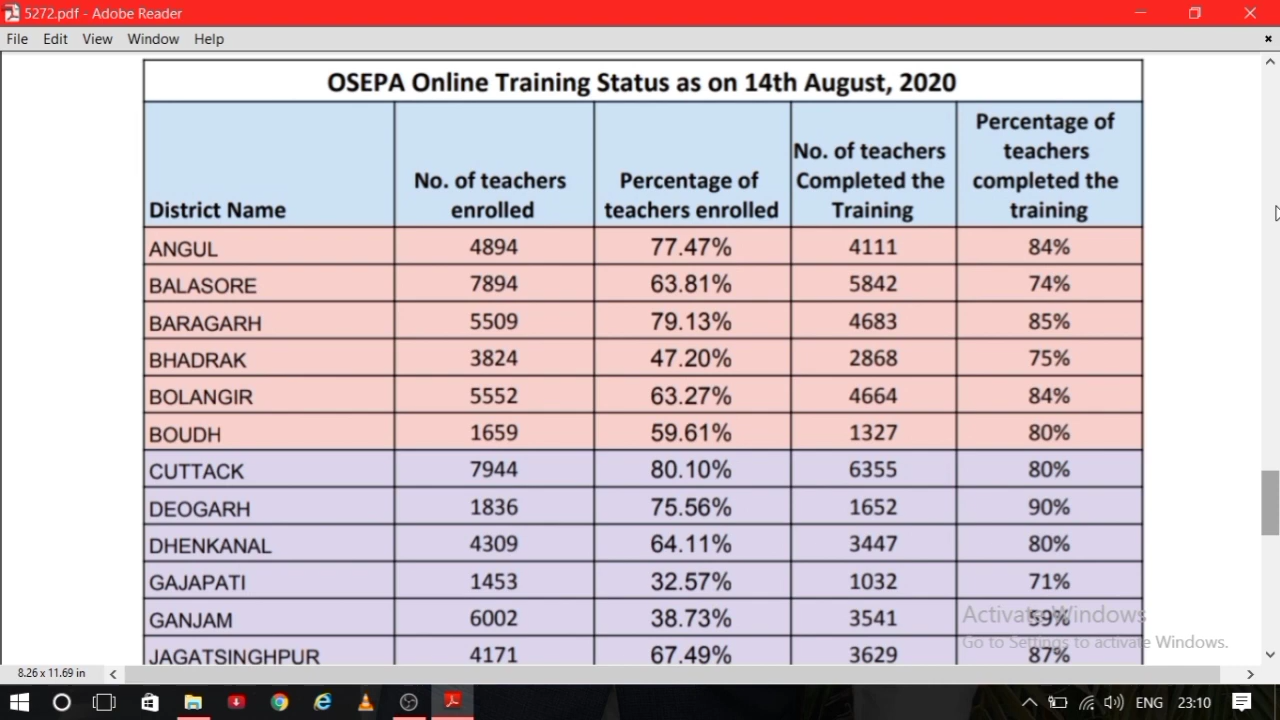 5272.pdf - Adobe Reader
File Edit View Window Help
OSEPA Online Training Status as on 14th August, 2020
District Name
No. of teachers
enrolled
Percentage of
teachers enrolled
No. of teachers
Completed the
Training
Percentage of
teachers
completed the
training
ANGUL 4894 77.47% 4111 84%
BALASORE 7894 63.81% 5842 74%
BARAGARH 5509 79.13% 4683 85%
BHADRAK 3824 47.20% 2868 75%
BOLANGIR 5552 63.27% 4664 84%
BOUDH 1659 59.61% 1327 80%
CUTTACK 7944 80.10% 6355 80%
DEOGARH 1836 75.56% 1652 90%
DHENKANAL 4309 64.11% 3447 80%
GAJAPATI 1453 32.57% 1032 71%
GANJAM 6002 38.73% 3541 59%
JAGATSINGHPUR 4171 67.49% 3629 87%
Activate Windows
Go to Settings to activate Windows.
8.26 x 11.69 in
ENG 23:10